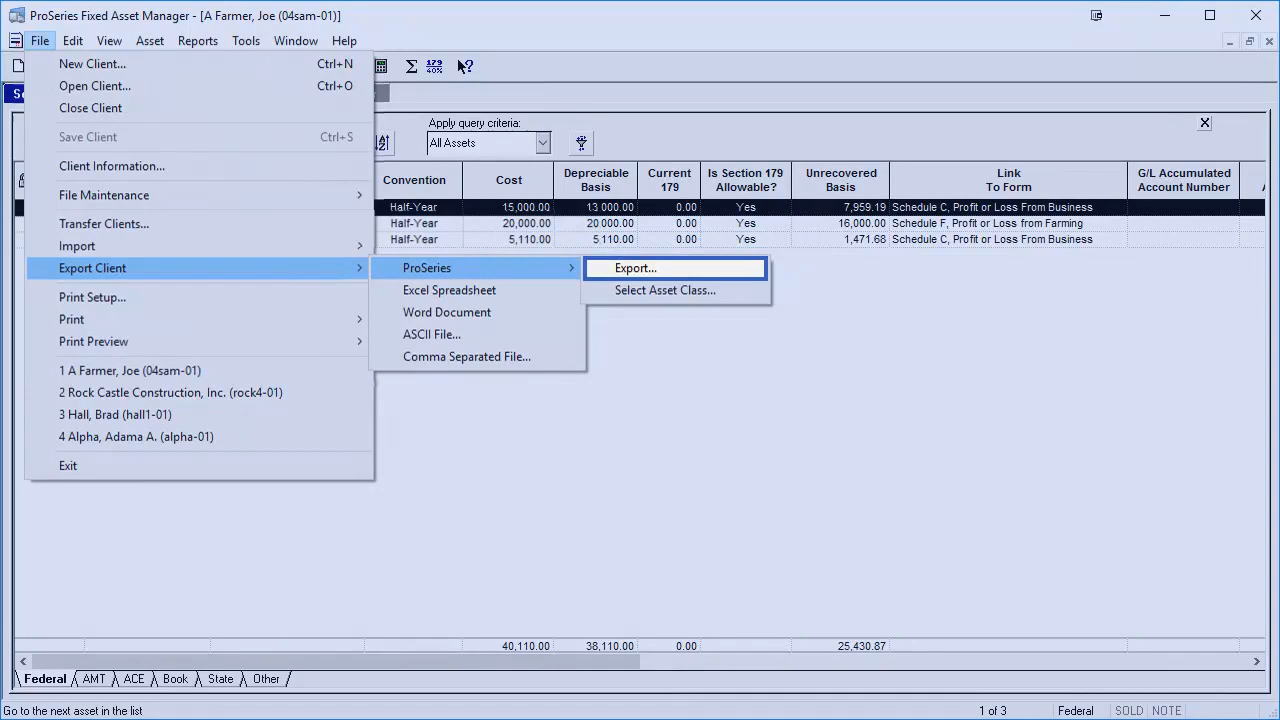 ProSeries Fixed Asset Manager - [A Farmer, Joe (04sam-01)]
File Edit View Asset Reports Tools Window Help
New Client... Ctrl+N
Open Client... Ctrl+O
Close Client
Save Client Ctrl+S
Client Information...
File Maintenance
Transfer Clients...
Import
Export Client
Print Setup...
Print
Print Preview
1 A Farmer, Joe (04sam-01)
2 Rock Castle Construction, Inc. (rock4-01)
3 Hall, Brad (hall1-01)
4 Alpha, Adama A. (alpha-01)
Exit
ProSeries
Excel Spreadsheet
Word Document
ASCII File...
Comma Separated File...
Export...
Select Asset Class...
Apply query criteria:
All Assets
Convention Cost Depreciable Basis Current 179 Is Section 179 Allowable? Unrecovered Basis Link To Form G/L Accumulated Account Number
Half-Year 15,000.00 13 000.00 0.00 Yes 7,959.19 Schedule C, Profit or Loss From Business
Half-Year 20,000.00 20 000.00 0.00 Yes 16,000.00 Schedule F, Profit or Loss from Farming
Half-Year 5,110.00 5 110.00 0.00 Yes 1,471.68 Schedule C, Profit or Loss From Business
40,110.00 38,110.00 0.00 25,430.87
Federal AMT ACE Book State Other
Go to the next asset in the list 1 of 3 Federal SOLD NOTE